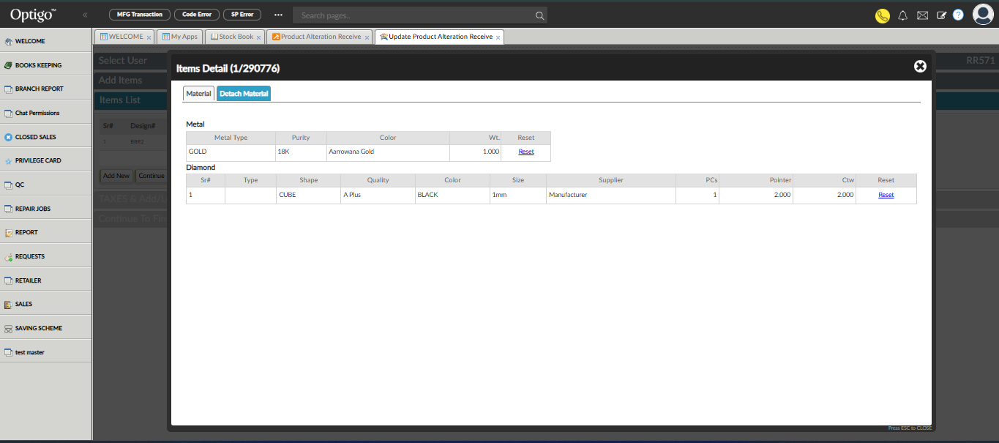 Optigo™ « MFG Transaction Code Error SP Error ••• Search pages..
WELCOME x My Apps Stock Book x Product Alteration Receive x Update Product Alteration Receive x
WELCOME
BOOKS KEEPING
BRANCH REPORT
Chat Permissions
CLOSED SALES
PRIVILEGE CARD
QC
REPAIR JOBS
REPORT
REQUESTS
RETAILER
SALES
SAVING SCHEME
test master
Select User RR571
Add Items
Items List
Sr# Design#
1 RBR2
Add New Continue
TAXES & Add/L
Continue To Fin
Items Detail (1/290776)
Material Detach Material
Metal
Metal Type Purity Color Wt. Reset
GOLD 18K Aarrowana Gold 1.000 Reset
Diamond
Sr# Type Shape Quality Color Size Supplier PCs Pointer Ctw Reset
1 CUBE A Plus BLACK 1mm Manufacturer 1 2.000 2.000 Reset
Press ESC to CLOSE